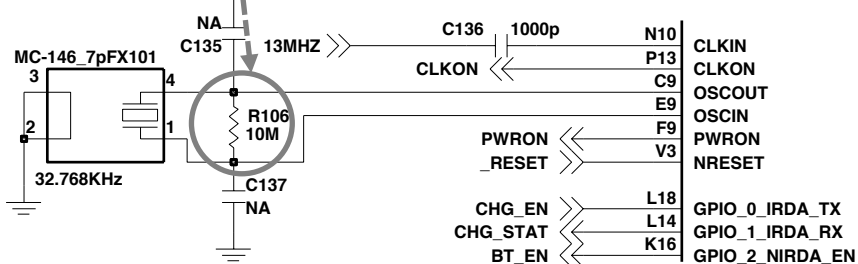 NA
C135
13MHZ
C136 1000p
N10 CLKIN
P13
CLKON CLKON
MC-146_7pFX101
3
4
C9 OSCOUT
R106
10M
E9 OSCIN
2
1
F9
PWRON PWRON
V3
_RESET NRESET
32.768KHz
C137
NA
L18
CHG_EN GPIO_0_IRDA_TX
L14
CHG_STAT GPIO_1_IRDA_RX
K16
BT_EN GPIO_2_NIRDA_EN